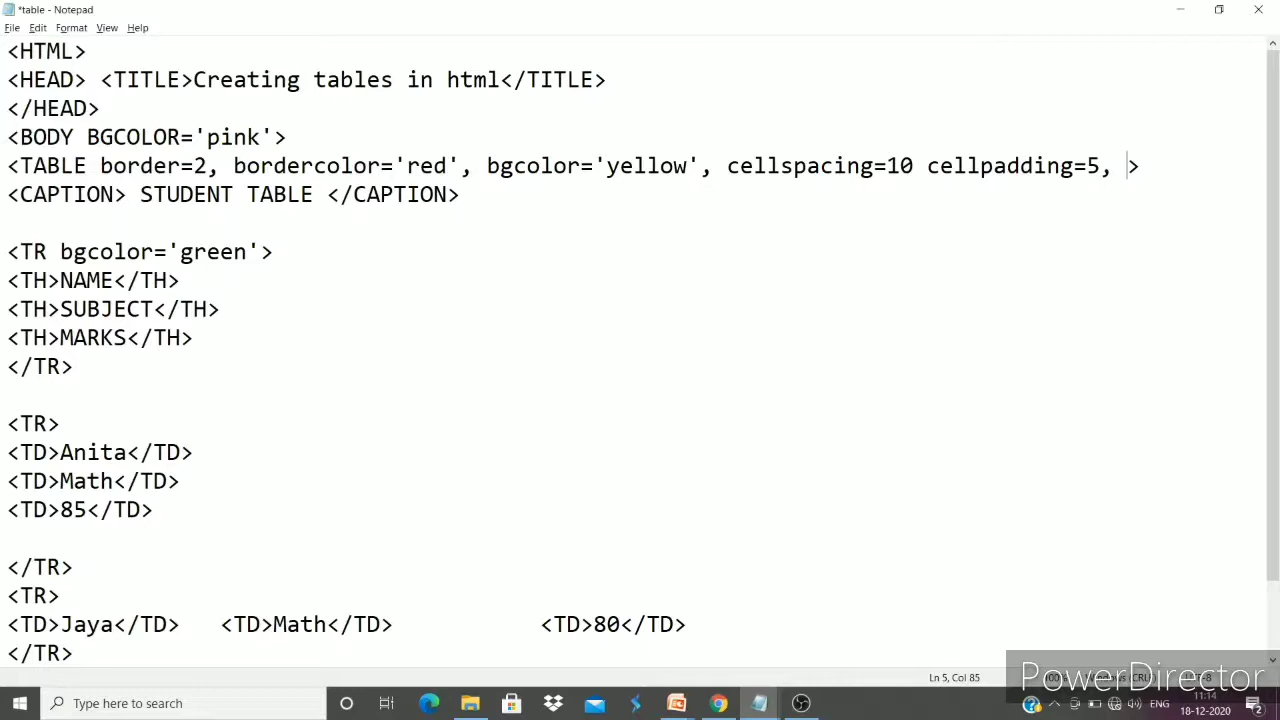 *table - Notepad
File Edit Format View Help
<HTML>
<HEAD> <TITLE>Creating tables in html</TITLE>
</HEAD>
<BODY BGCOLOR='pink'>
<TABLE border=2, bordercolor='red', bgcolor='yellow', cellspacing=10 cellpadding=5, >
<CAPTION> STUDENT TABLE </CAPTION>
<TR bgcolor='green'>
<TH>NAME</TH>
<TH>SUBJECT</TH>
<TH>MARKS</TH>
</TR>
<TR>
<TD>Anita</TD>
<TD>Math</TD>
<TD>85</TD>
</TR>
<TR>
<TD>Jaya</TD> <TD>Math</TD> <TD>80</TD>
</TR>
Ln 5, Col 85
PowerDirector
Type here to search
ENG
11:14
18-12-2020
2